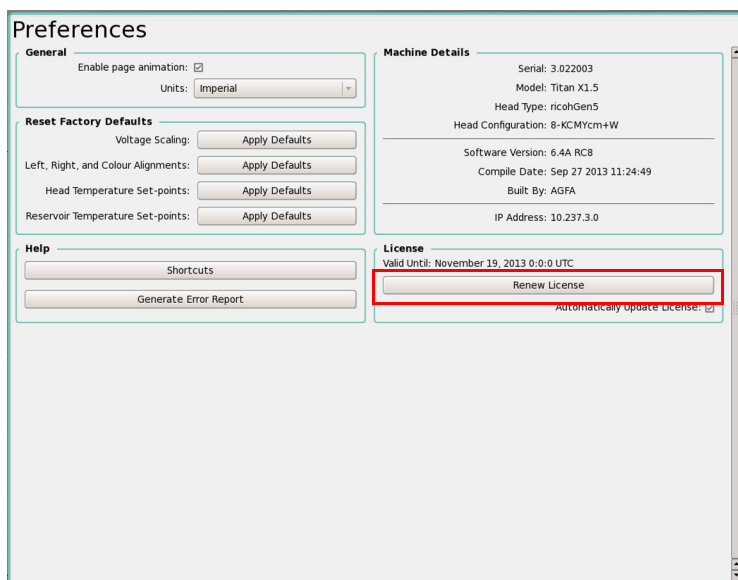 Preferences
General
Enable page animation:
Units: Imperial
Reset Factory Defaults
Voltage Scaling: Apply Defaults
Left, Right, and Colour Alignments: Apply Defaults
Head Temperature Set-points: Apply Defaults
Reservoir Temperature Set-points: Apply Defaults
Help
Shortcuts
Generate Error Report
Machine Details
Serial: 3.022003
Model: Titan X1.5
Head Type: ricohGen5
Head Configuration: 8-KCMYcm+W
Software Version: 6.4A RC8
Compile Date: Sep 27 2013 11:24:49
Built By: AGFA
IP Address: 10.237.3.0
License
Valid Until: November 19, 2013 0:0:0 UTC
Renew License
Automatically Update License: